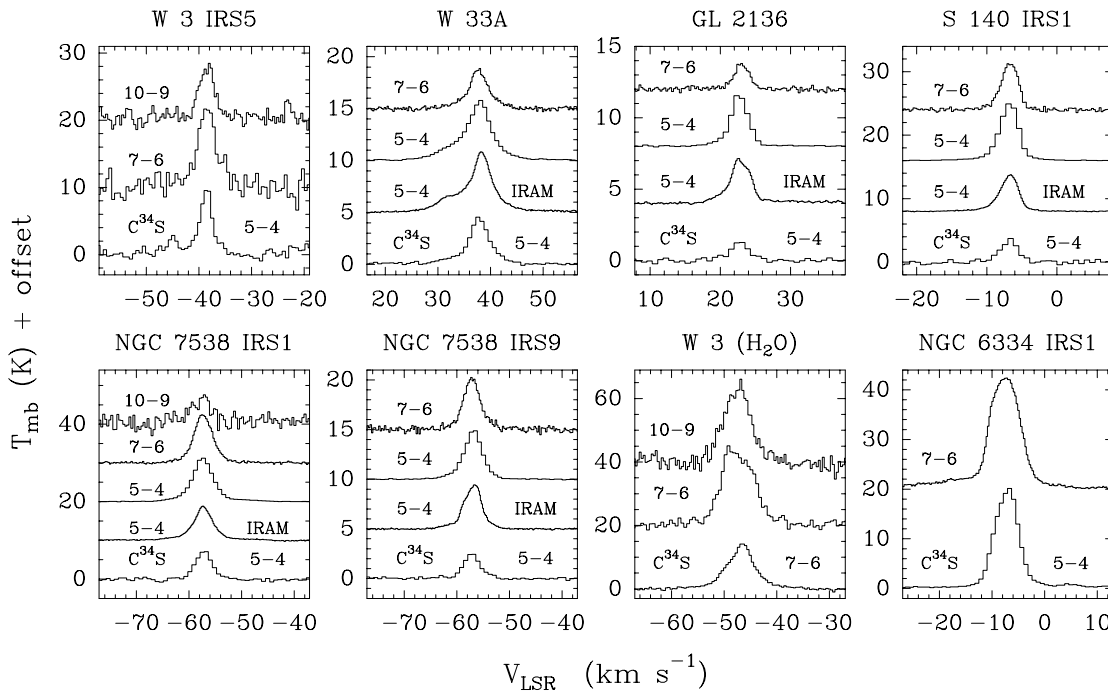 W 3 IRS5
W 33A
GL 2136
S 140 IRS1
30
20
10
0
10−9
7−6
C³⁴S 5−4
−50 −40 −30 −20
20
15
10
5
0
7−6
5−4
5−4 IRAM
C³⁴S 5−4
20 30 40 50
15
10
5
0
7−6
5−4
5−4 IRAM
C³⁴S 5−4
10 20 30
30
20
10
0
7−6
5−4
5−4 IRAM
C³⁴S 5−4
−20 −10 0
NGC 7538 IRS1
NGC 7538 IRS9
W 3 (H₂O)
NGC 6334 IRS1
40
20
0
10−9
7−6
5−4
5−4 IRAM
C³⁴S 5−4
−70 −60 −50 −40
20
15
10
5
0
7−6
5−4
5−4 IRAM
C³⁴S 5−4
−70 −60 −50 −40
60
40
20
0
10−9
7−6
C³⁴S 7−6
−60 −50 −40 −30
40
30
20
10
0
7−6
C³⁴S 5−4
−20 −10 0 10
T_mb (K) + offset
V_LSR (km s⁻¹)